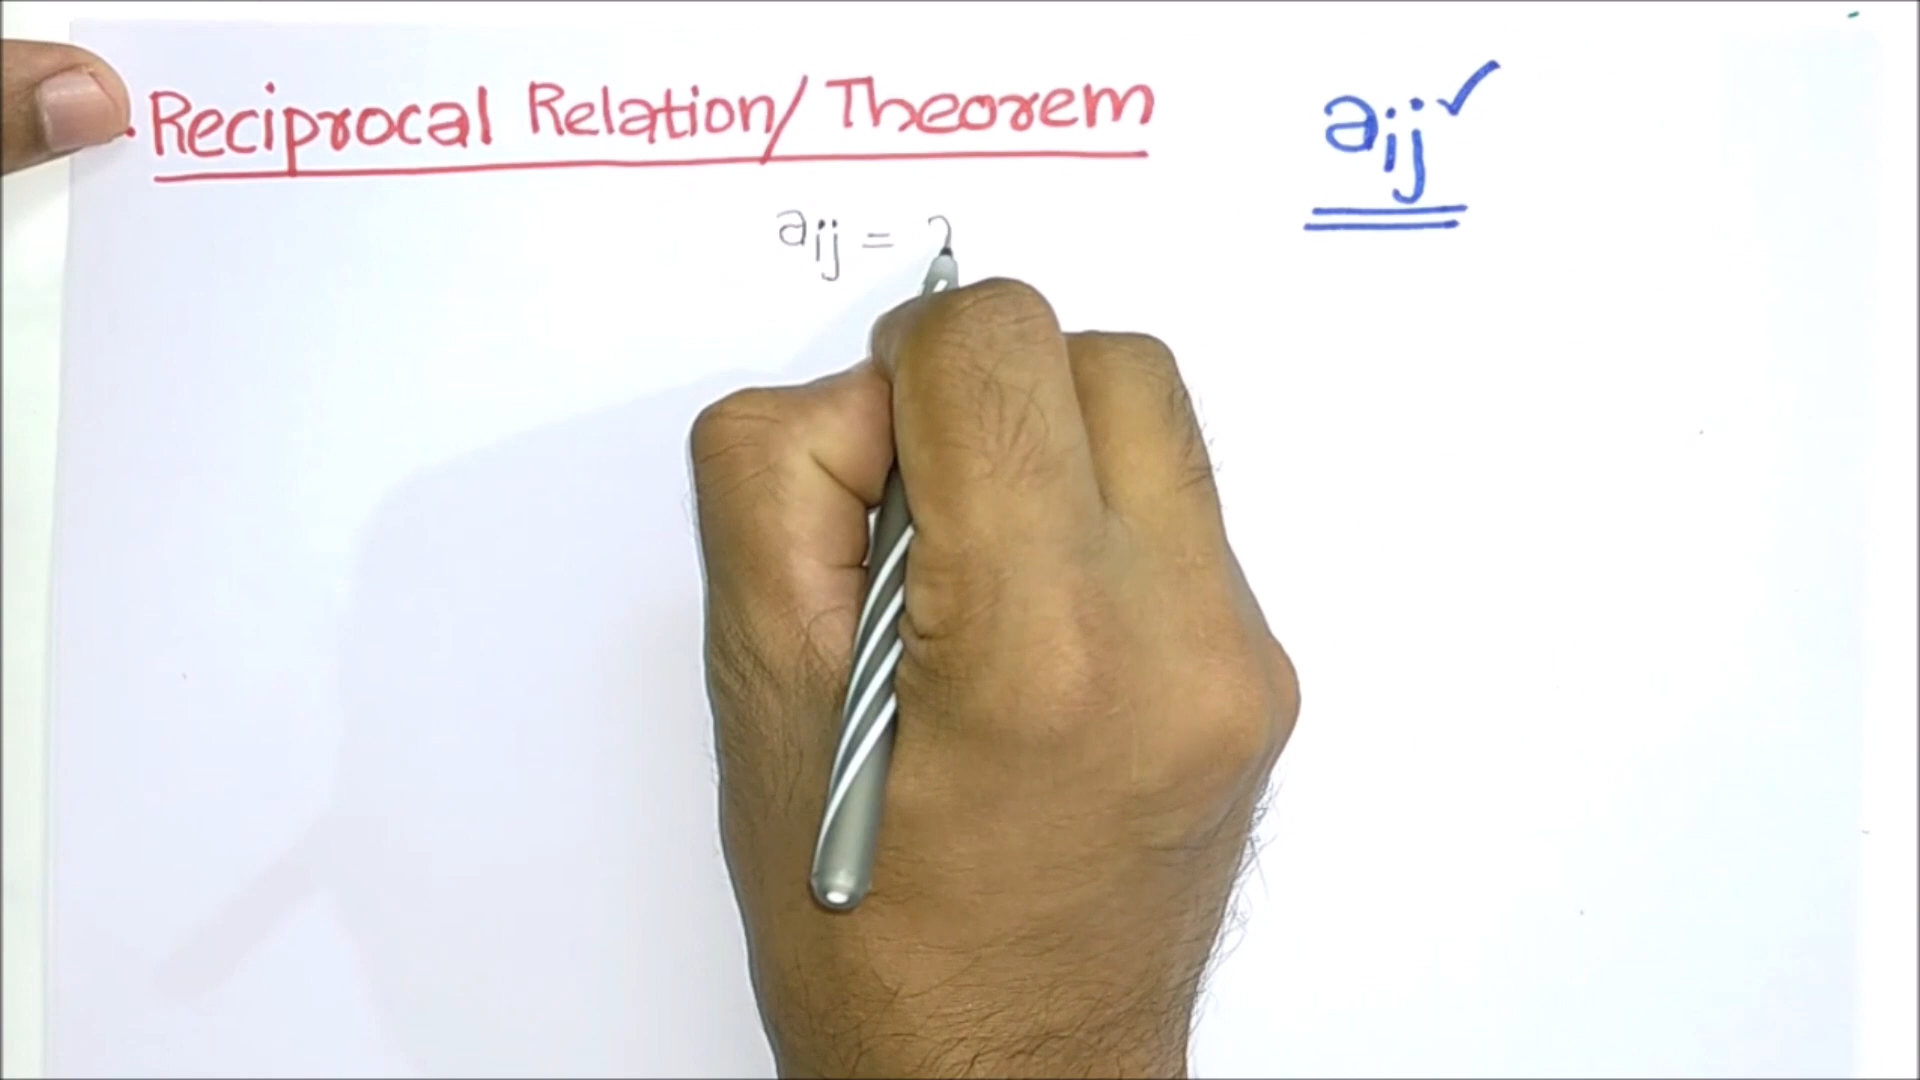 Reciprocal Relation/Theorem
aij ✓
aij =